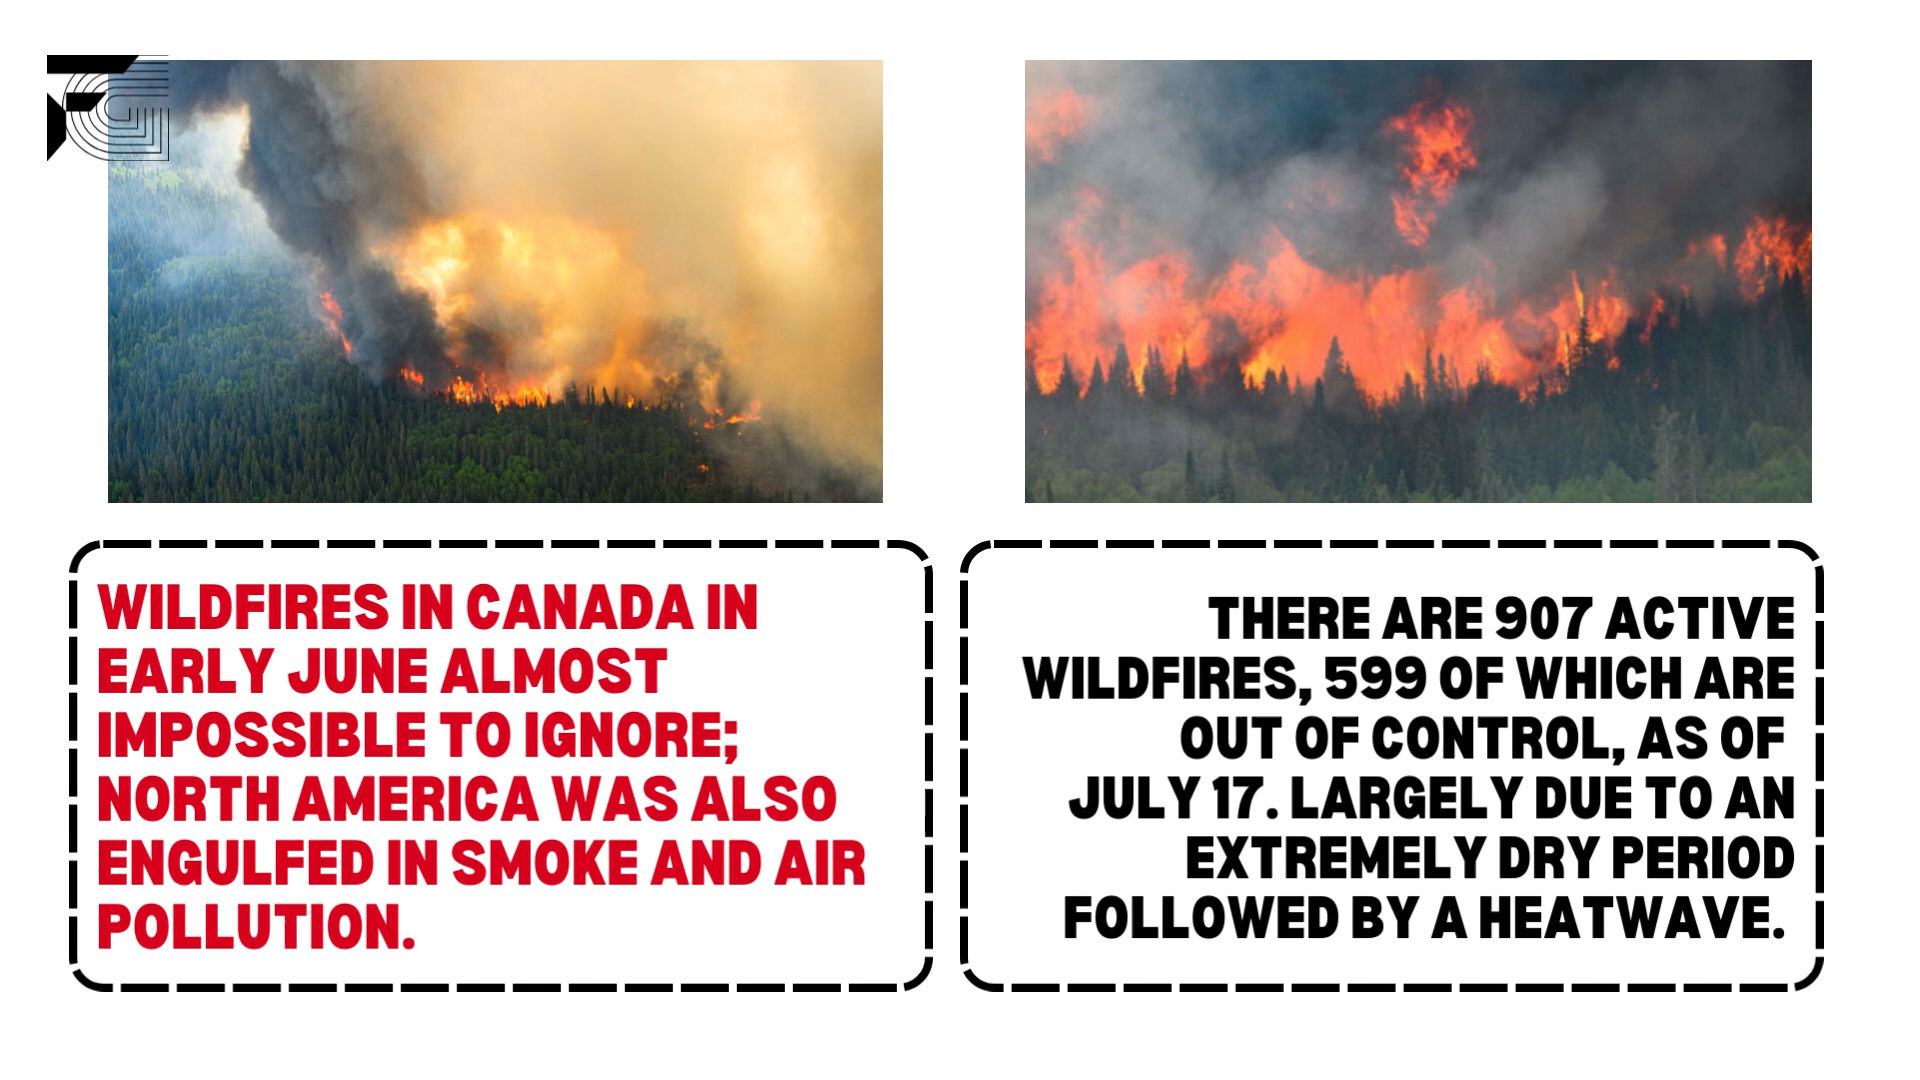 WILDFIRES IN CANADA IN
EARLY JUNE ALMOST
IMPOSSIBLE TO IGNORE;
NORTH AMERICA WAS ALSO
ENGULFED IN SMOKE AND AIR
POLLUTION.
THERE ARE 907 ACTIVE
WILDFIRES, 599 OF WHICH ARE
OUT OF CONTROL, AS OF
JULY 17. LARGELY DUE TO AN
EXTREMELY DRY PERIOD
FOLLOWED BY A HEATWAVE.